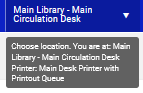 Main Library - Main
Circulation Desk
Choose location. You are at: Main
Library - Main Circulation Desk
Printer: Main Desk Printer with
Printout Queue